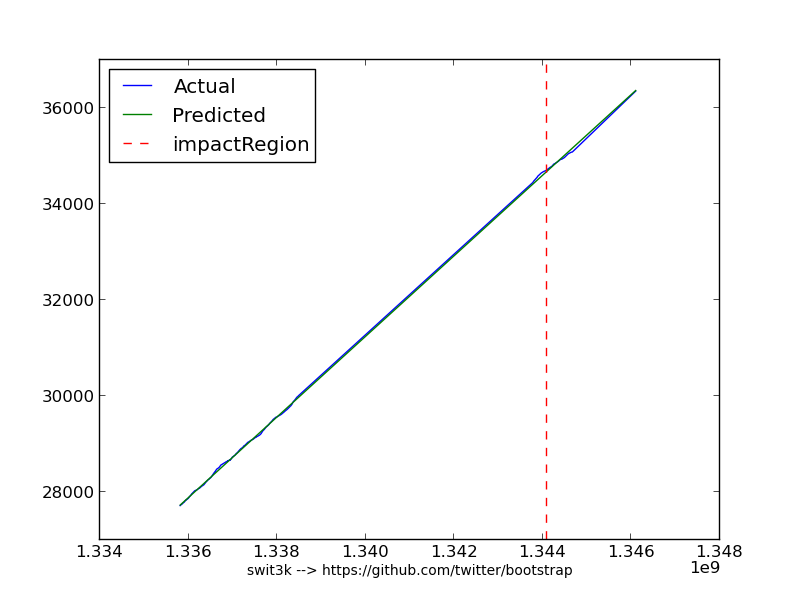 Actual
Predicted
impactRegion
36000
34000
32000
30000
28000
1.334 1.336 1.338 1.340 1.342 1.344 1.346 1.348
1e9
swit3k --> https://github.com/twitter/bootstrap